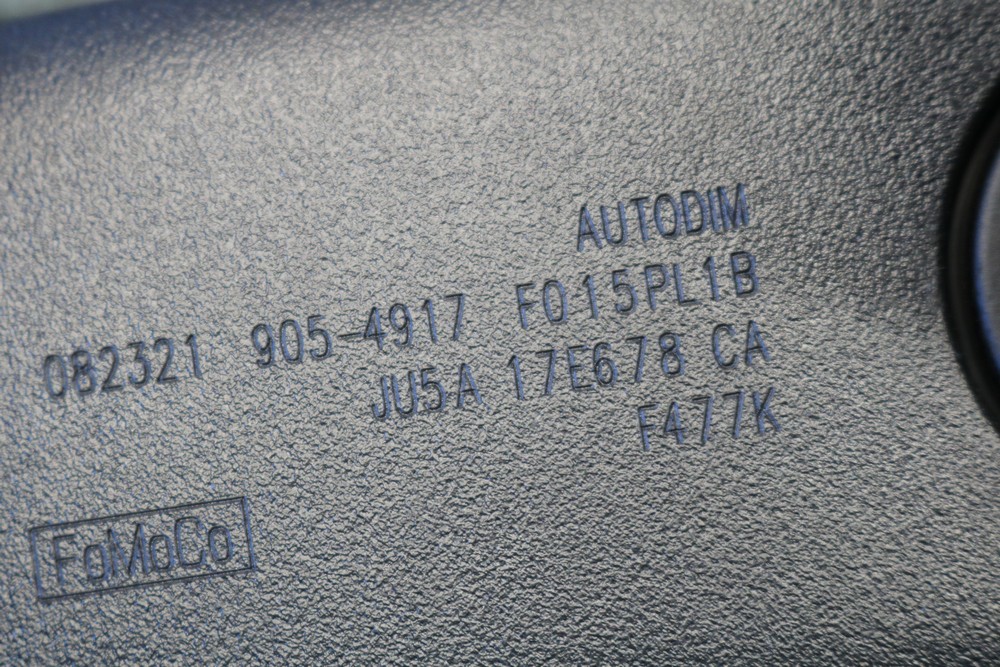 AUTODIM
082321 905-4917 F015PL1B
JU5A 17E678 CA
F477K
FoMoCo